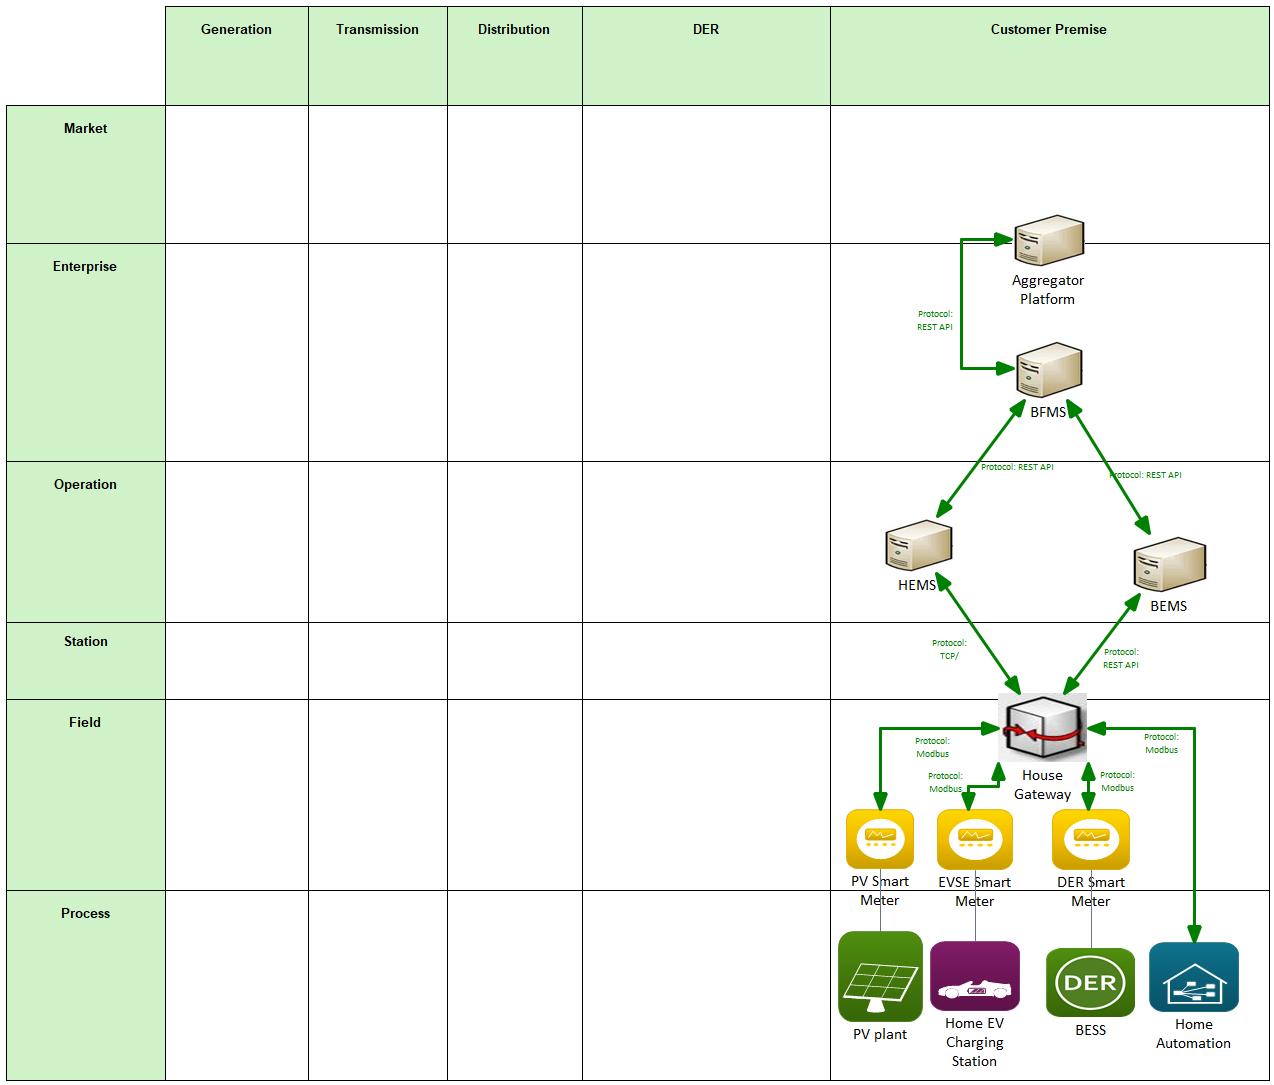 Generation
Transmission
Distribution
DER
Customer Premise
Market
Enterprise
Aggregator
Platform
Protocol:
REST API
BFMS
Operation
Protocol: REST API
Protocol: REST API
HEMS
BEMS
Station
Protocol:
TCP/
Protocol:
REST API
Field
Protocol:
Modbus
Protocol:
Modbus
House
Gateway
Protocol:
Modbus
Protocol:
Modbus
PV Smart
Meter
EVSE Smart
Meter
DER Smart
Meter
Process
DER
PV plant
Home EV
Charging
Station
BESS
Home
Automation